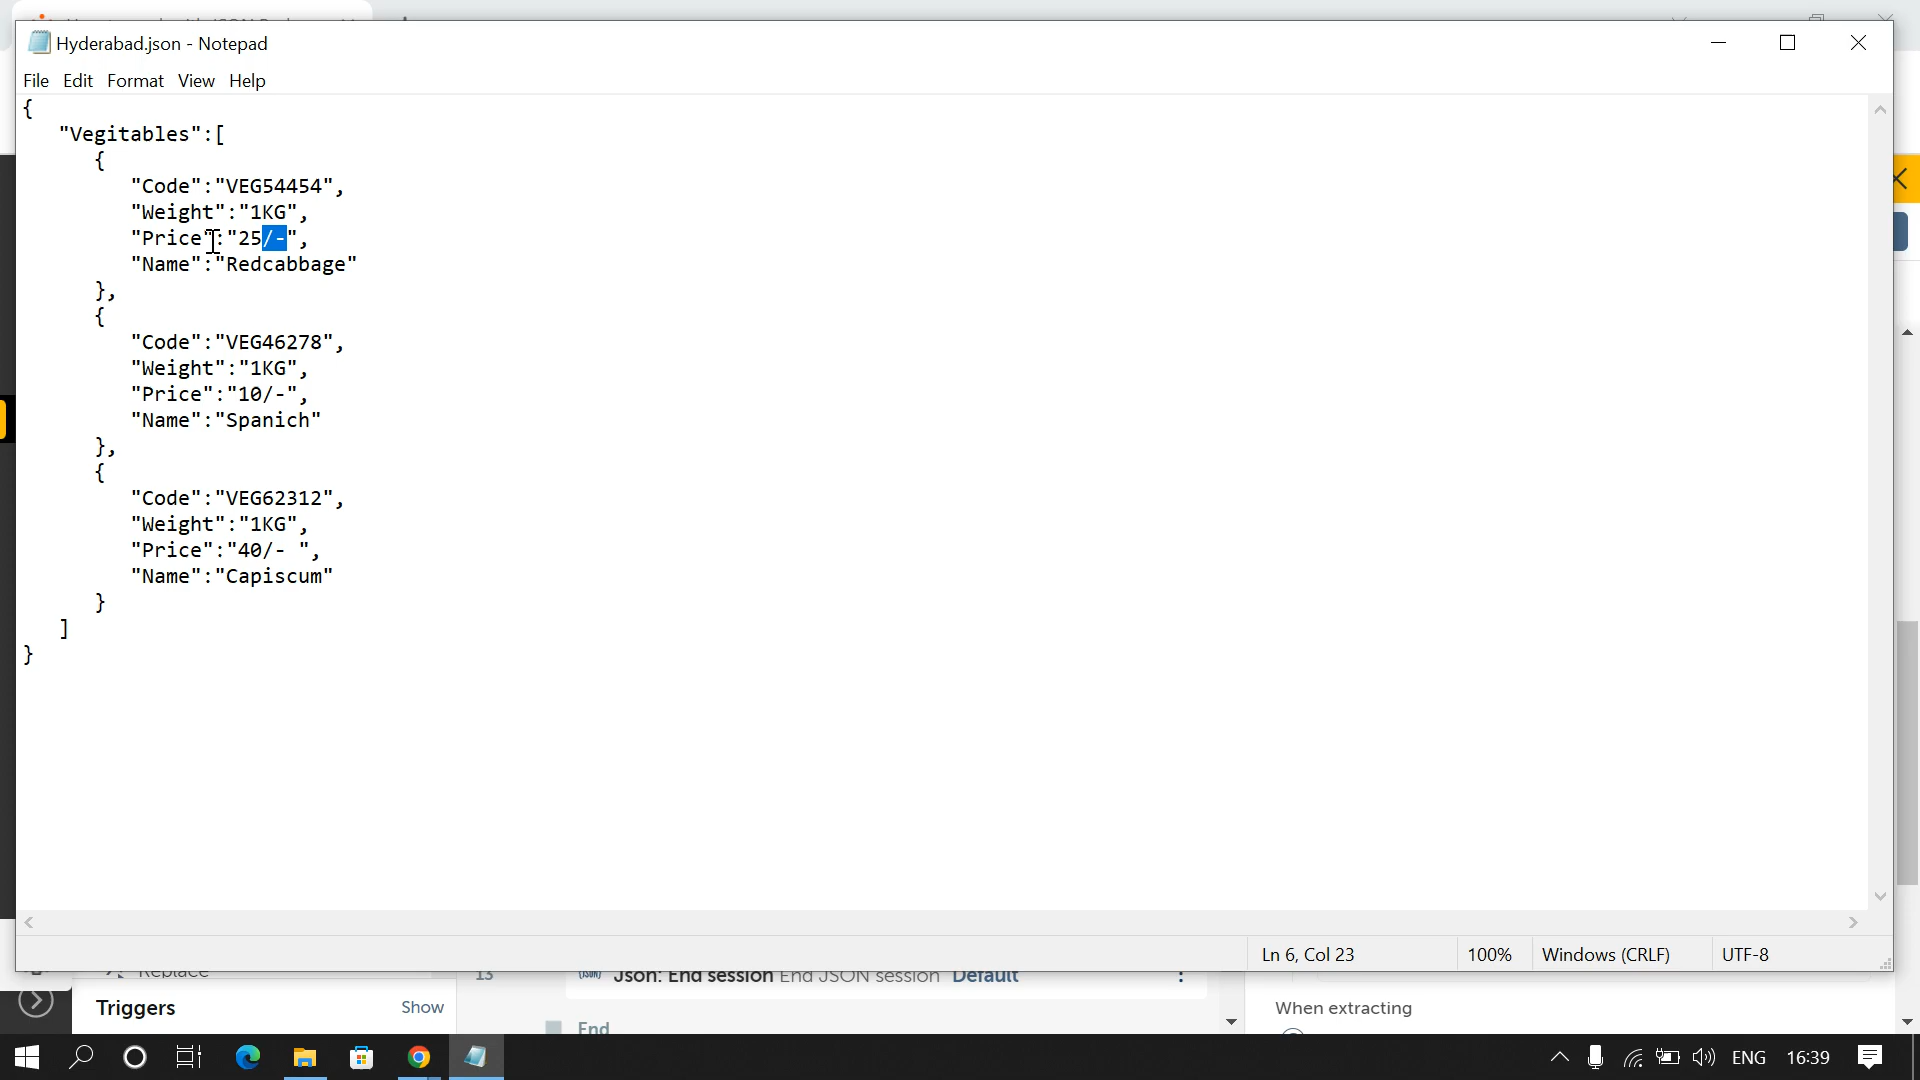 Hyderabad.json - Notepad
File Edit Format View Help
{
"Vegitables":[
{
"Code":"VEG54454",
"Weight":"1KG",
"Price":"25/-",
"Name":"Redcabbage"
},
{
"Code":"VEG46278",
"Weight":"1KG",
"Price":"10/-",
"Name":"Spanich"
},
{
"Code":"VEG62312",
"Weight":"1KG",
"Price":"40/- ",
"Name":"Capiscum"
}
]
}
Ln 6, Col 23 100% Windows (CRLF) UTF-8
Replace
13 Json: End session End JSON session Default
Triggers Show
When extracting
End
ENG 16:39